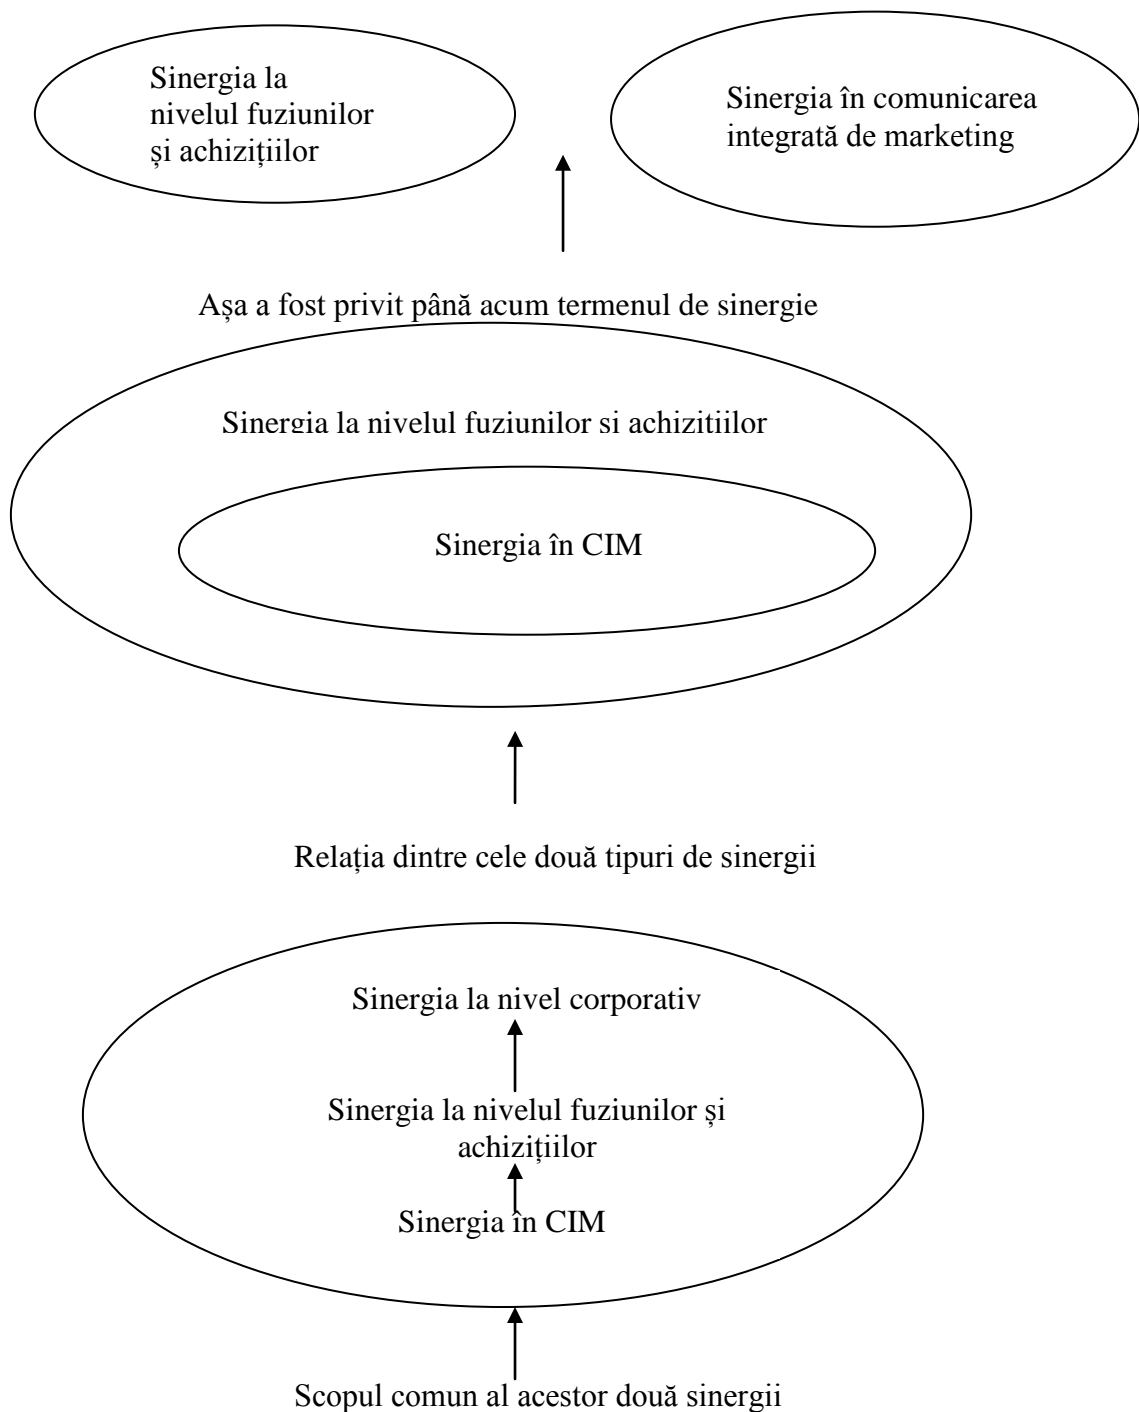 Sinergia la
nivelul fuziunilor
și achizițiilor
Sinergia în comunicarea
integrată de marketing
Așa a fost privit până acum termenul de sinergie
Sinergia la nivelul fuziunilor și achizițiilor
Sinergia în CIM
Relația dintre cele două tipuri de sinergii
Sinergia la nivel corporativ
Sinergia la nivelul fuziunilor și
achizițiilor
Sinergia în CIM
Scopul comun al acestor două sinergii